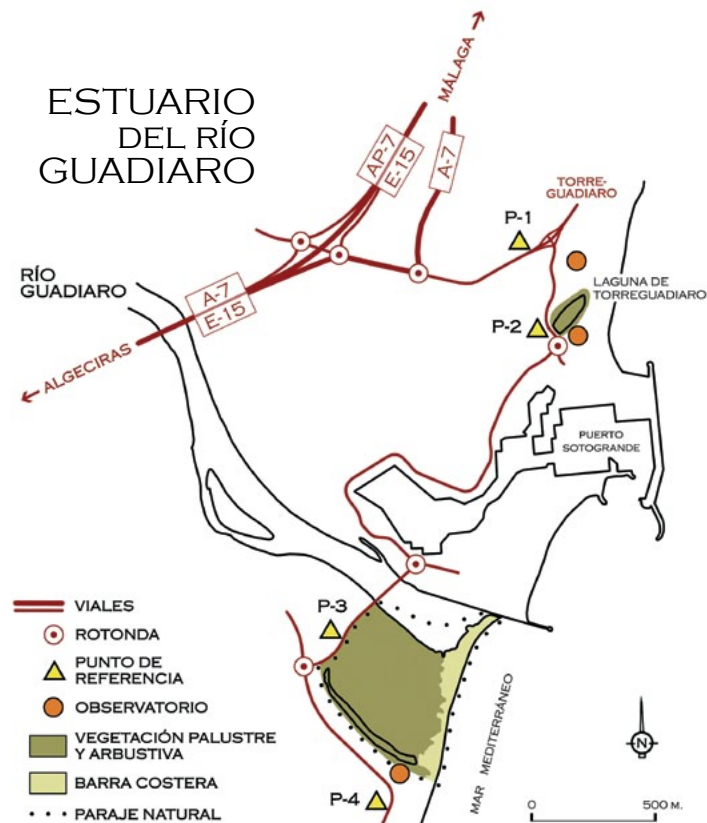 ESTUARIO
DEL RÍO
GUADIARO
MÁLAGA
AP-7
E-15
A-7
TORRE-
GUADIARO
P-1
RÍO
GUADIARO
LAGUNA DE
TORREGUADIARO
A-7
E-15
P-2
ALGECIRAS
PUERTO
SOTOGRANDE
VIALES
P-3
ROTONDA
PUNTO DE
REFERENCIA
OBSERVATORIO
VEGETACIÓN PALUSTRE
Y ARBUSTIVA
MAR MEDITERRÁNEO
N
BARRA COSTERA
P-4
PARAJE NATURAL
0 500 M.